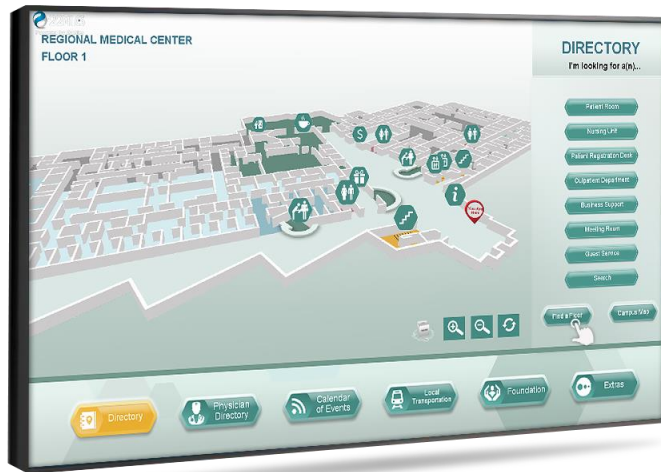 REGIONAL MEDICAL CENTER
FLOOR 1
DIRECTORY
I'm looking for a(n)...
Patient Room
Nursing Unit
Patient Registration Desk
Outpatient Department
Business Support
Meeting Room
Guest Service
Search
Find a Floor
Campus Map
Directory
Physician
Directory
Calendar
of Events
Local
Transportation
Foundation
Extras